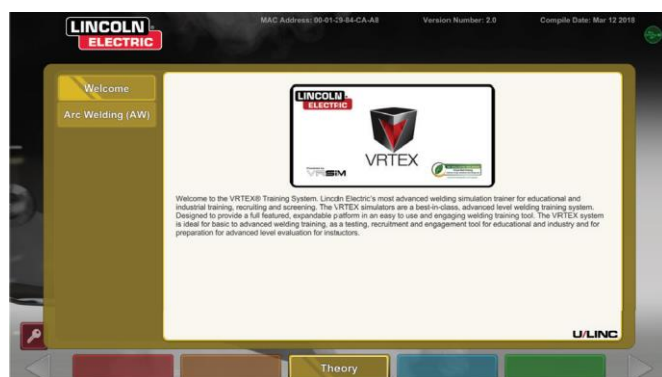 LINCOLN
ELECTRIC
MAC Address: 00-01-29-84-CA-A8 Version Number: 2.0 Compile Date: Mar 12 2018
Welcome
Arc Welding (AW)
LINCOLN
ELECTRIC
VRTEX
VRSIM
Welcome to the VRTEX® Training System. Lincoln Electric's most advanced welding simulation trainer for educational and
industrial training, recruiting and screening. The VRTEX simulators are a best-in-class, advanced level welding training system.
Designed to provide a full featured, expandable platform in an easy to use and engaging welding training tool. The VRTEX system
is ideal for basic to advanced welding training, as a testing, recruitment and engagement tool for educational and industry and for
preparation for advanced level evaluation for instuctors.
U/LINC
Theory